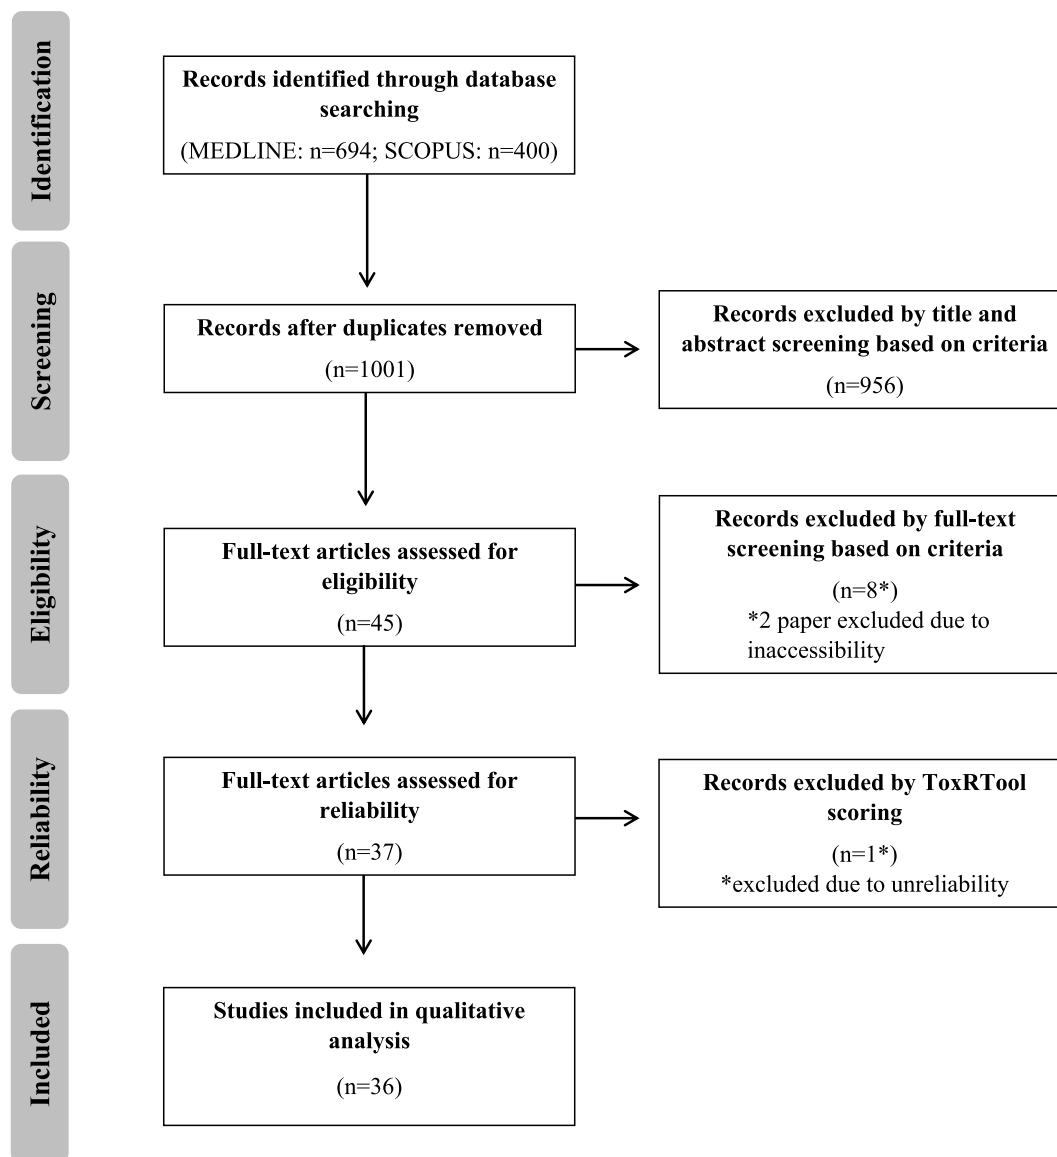 Identification
Records identified through database
searching
(MEDLINE: n=694; SCOPUS: n=400)
Screening
Records after duplicates removed
(n=1001)
Records excluded by title and
abstract screening based on criteria
(n=956)
Eligibility
Full-text articles assessed for
eligibility
(n=45)
Records excluded by full-text
screening based on criteria
(n=8*)
*2 paper excluded due to
inaccessibility
Reliability
Full-text articles assessed for
reliability
(n=37)
Records excluded by ToxRTool
scoring
(n=1*)
*excluded due to unreliability
Included
Studies included in qualitative
analysis
(n=36)